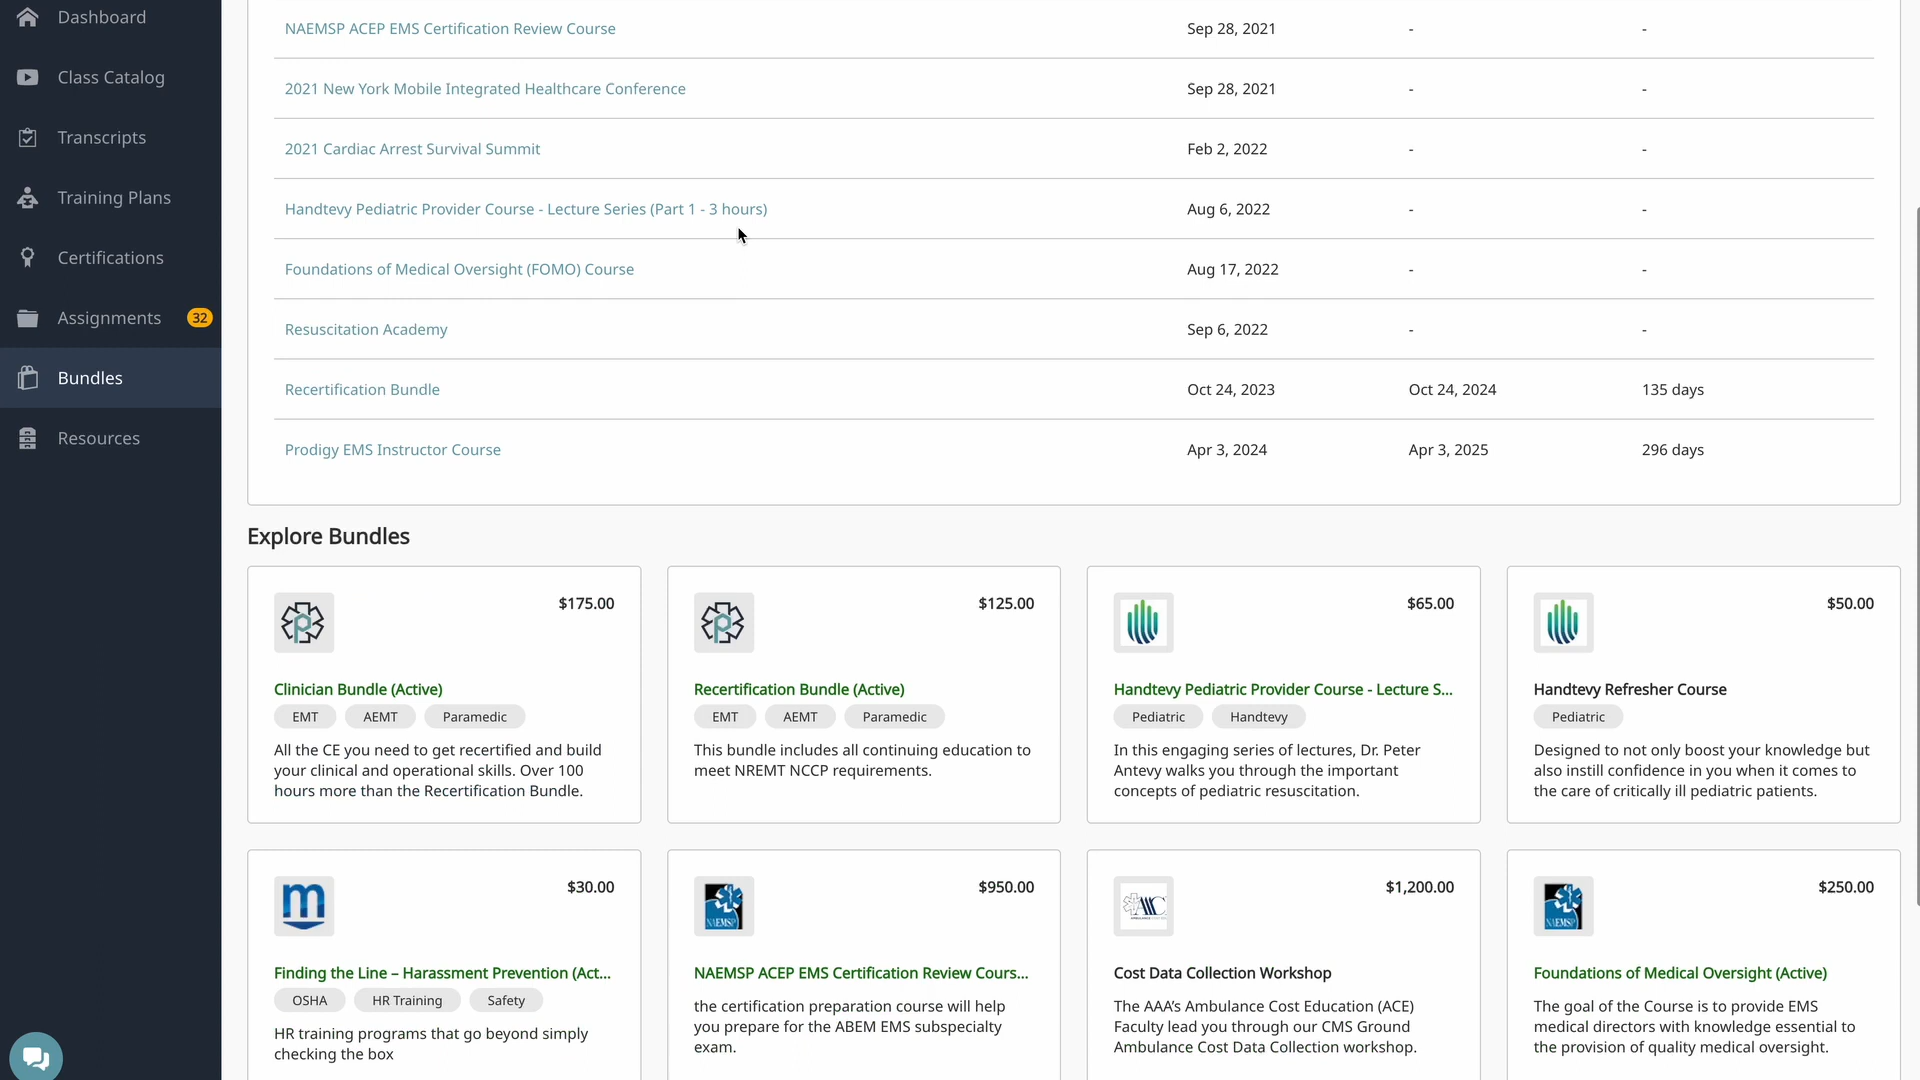 Dashboard
Class Catalog
Transcripts
Training Plans
Certifications
Assignments 32
Bundles
Resources
NAEMSP ACEP EMS Certification Review Course Sep 28, 2021 - -
2021 New York Mobile Integrated Healthcare Conference Sep 28, 2021 - -
2021 Cardiac Arrest Survival Summit Feb 2, 2022 - -
Handtevy Pediatric Provider Course - Lecture Series (Part 1 - 3 hours) Aug 6, 2022 - -
Foundations of Medical Oversight (FOMO) Course Aug 17, 2022 - -
Resuscitation Academy Sep 6, 2022 - -
Recertification Bundle Oct 24, 2023 Oct 24, 2024 135 days
Prodigy EMS Instructor Course Apr 3, 2024 Apr 3, 2025 296 days
Explore Bundles
$175.00
Clinician Bundle (Active)
EMT AEMT Paramedic
All the CE you need to get recertified and build
your clinical and operational skills. Over 100
hours more than the Recertification Bundle.
$125.00
Recertification Bundle (Active)
EMT AEMT Paramedic
This bundle includes all continuing education to
meet NREMT NCCP requirements.
$65.00
Handtevy Pediatric Provider Course - Lecture S...
Pediatric Handtevy
In this engaging series of lectures, Dr. Peter
Antevy walks you through the important
concepts of pediatric resuscitation.
$50.00
Handtevy Refresher Course
Pediatric
Designed to not only boost your knowledge but
also instill confidence in you when it comes to
the care of critically ill pediatric patients.
m
$30.00
Finding the Line – Harassment Prevention (Act...
OSHA HR Training Safety
HR training programs that go beyond simply
checking the box
NAEMSP
$950.00
NAEMSP ACEP EMS Certification Review Cours...
the certification preparation course will help
you prepare for the ABEM EMS subspecialty
exam.
$1,200.00
Cost Data Collection Workshop
The AAA’s Ambulance Cost Education (ACE)
Faculty lead you through our CMS Ground
Ambulance Cost Data Collection workshop.
NAEMSP
$250.00
Foundations of Medical Oversight (Active)
The goal of the Course is to provide EMS
medical directors with knowledge essential to
the provision of quality medical oversight.